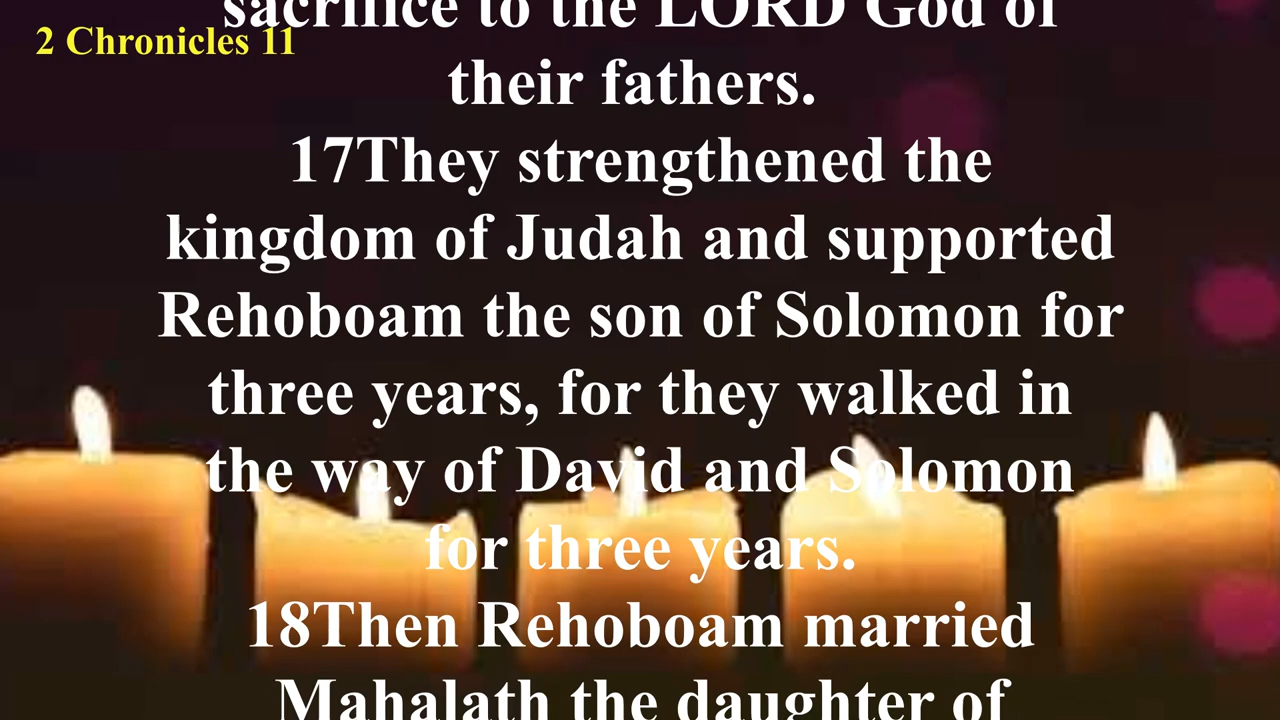 sacrifice to the LORD God of
2 Chronicles 11
their fathers.
17They strengthened the
kingdom of Judah and supported
Rehoboam the son of Solomon for
three years, for they walked in
the way of David and Solomon
for three years.
18Then Rehoboam married
Mahalath the daughter of